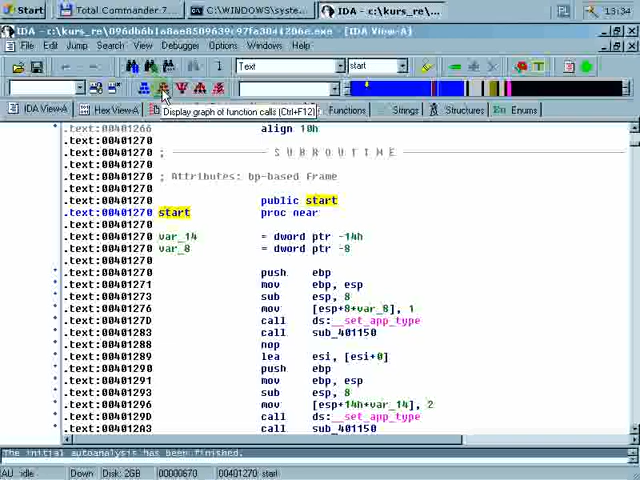 Start Total Commander 7... C:\WINDOWS\syste... IDA - c:\kurs_re\... 13:34
IDA - c:\kurs_re\096db6b1a8ae8509639c97fa304f206e.exe - [IDA View-A]
File Edit Jump Search View Debugger Options Windows Help
Text start
Display graph of function calls (Ctrl+F12)
IDA View-A Hex View-A Functions Strings Structures Enums
.text:00401266 align 10h
.text:00401270
.text:00401270 ; S U B R O U T I N E
.text:00401270
.text:00401270 ; Attributes: bp-based frame
.text:00401270
.text:00401270 public start
.text:00401270 start proc near
.text:00401270
.text:00401270 var_14 = dword ptr -14h
.text:00401270 var_8 = dword ptr -8
.text:00401270
.text:00401270 push ebp
.text:00401271 mov ebp, esp
.text:00401273 sub esp, 8
.text:00401276 mov [esp+8+var_8], 1
.text:0040127D call ds:__set_app_type
.text:00401283 call sub_401150
.text:00401288 nop
.text:00401289 lea esi, [esi+0]
.text:00401290 push ebp
.text:00401291 mov ebp, esp
.text:00401293 sub esp, 8
.text:00401296 mov [esp+14h+var_14], 2
.text:0040129D call ds:__set_app_type
.text:004012A3 call sub_401150
The initial autoanalysis has been finished.
AU: idle Down Disk: 2GB 00000670 00401270: start